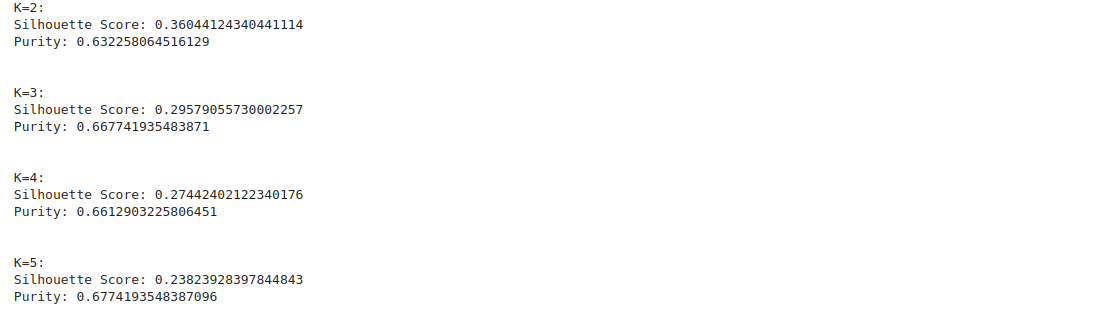 K=2:
Silhouette Score: 0.36044124340441114
Purity: 0.632258064516129
K=3:
Silhouette Score: 0.29579055730002257
Purity: 0.667741935483871
K=4:
Silhouette Score: 0.27442402122340176
Purity: 0.6612903225806451
K=5:
Silhouette Score: 0.23823928397844843
Purity: 0.6774193548387096